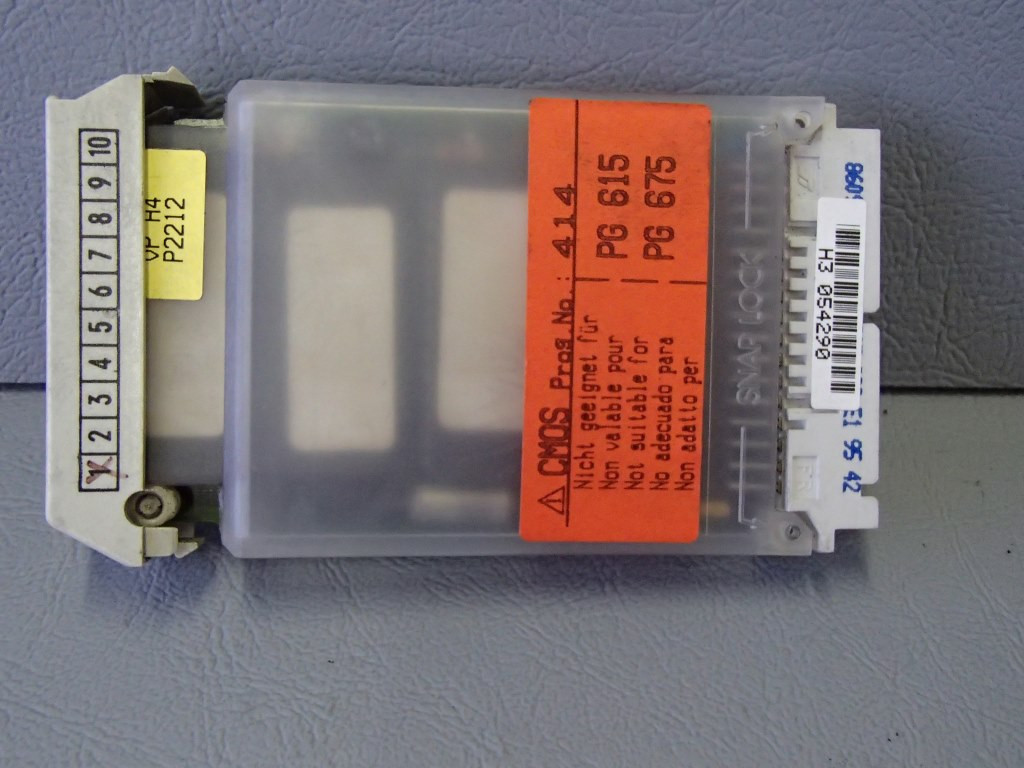 2 3 4 5 6 7 8 9 10
VP H4
P2212
⚠ CMOS Prog.No.: 414
Nicht geeignet für
Non valable pour
Not suitable for
No adecuado para
Non adatto per
PG 615
PG 675
SNAP LOCK
H3 054290
EI 95 42